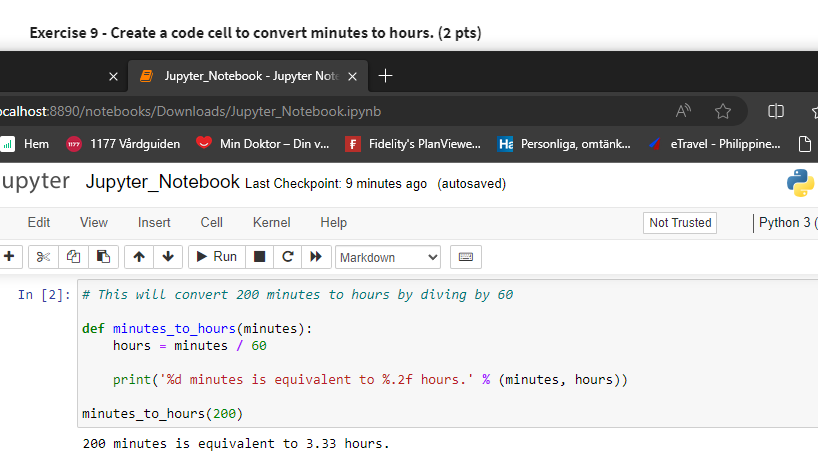 Exercise 9 - Create a code cell to convert minutes to hours. (2 pts)
Jupyter_Notebook - Jupyter Note
ocalhost:8890/notebooks/Downloads/Jupyter_Notebook.ipynb
Hem 1177 1177 Vårdguiden Min Doktor – Din v... F Fidelity's PlanViewe... Ha Personliga, omtänk... eTravel - Philippine...
upyter Jupyter_Notebook Last Checkpoint: 9 minutes ago (autosaved)
Edit View Insert Cell Kernel Help Not Trusted Python 3 (
Run Markdown
In [2]: # This will convert 200 minutes to hours by diving by 60
def minutes_to_hours(minutes):
hours = minutes / 60
print('%d minutes is equivalent to %.2f hours.' % (minutes, hours))
minutes_to_hours(200)
200 minutes is equivalent to 3.33 hours.